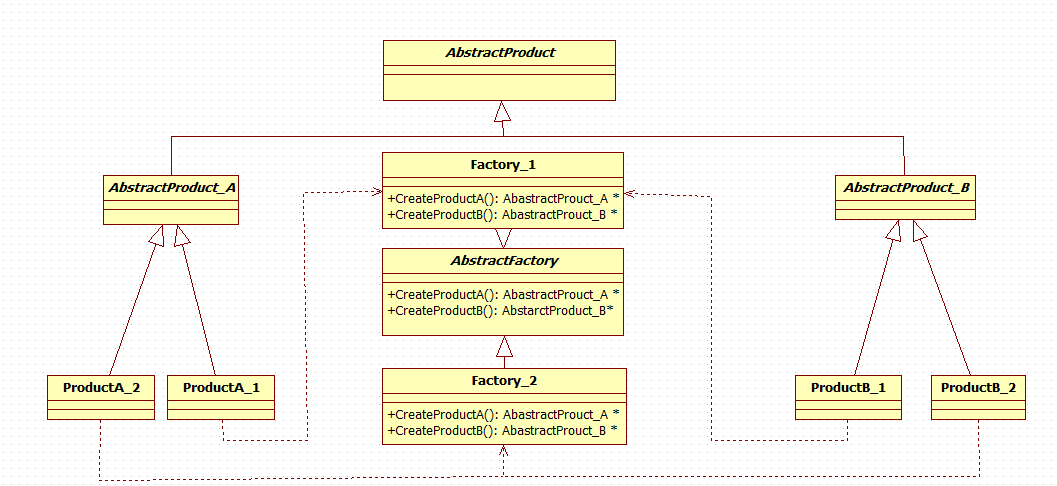 AbstractProduct
Factory_1
+CreateProductA(): AbastractProuct_A *
+CreateProductB(): AbastractProuct_B *
AbstractProduct_A
AbstractProduct_B
AbstractFactory
+CreateProductA(): AbastractProuct_A *
+CreateProductB(): AbstarctProduct_B*
ProductA_2
ProductA_1
Factory_2
+CreateProductA(): AbastractProuct_A *
+CreateProductB(): AbastractProuct_B *
ProductB_1
ProductB_2